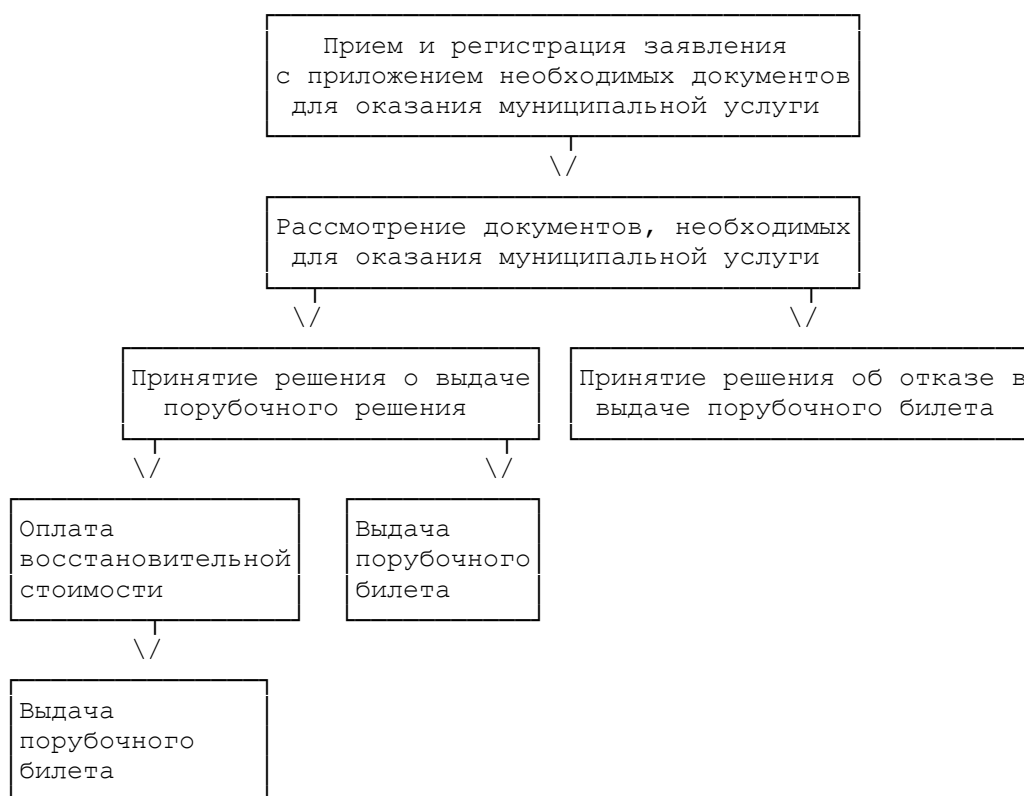 Прием и регистрация заявления
с приложением необходимых документов
для оказания муниципальной услуги
Рассмотрение документов, необходимых
для оказания муниципальной услуги
Принятие решения о выдаче
порубочного решения
Принятие решения об отказе в
выдаче порубочного билета
Оплата
восстановительной
стоимости
Выдача
порубочного
билета
Выдача
порубочного
билета